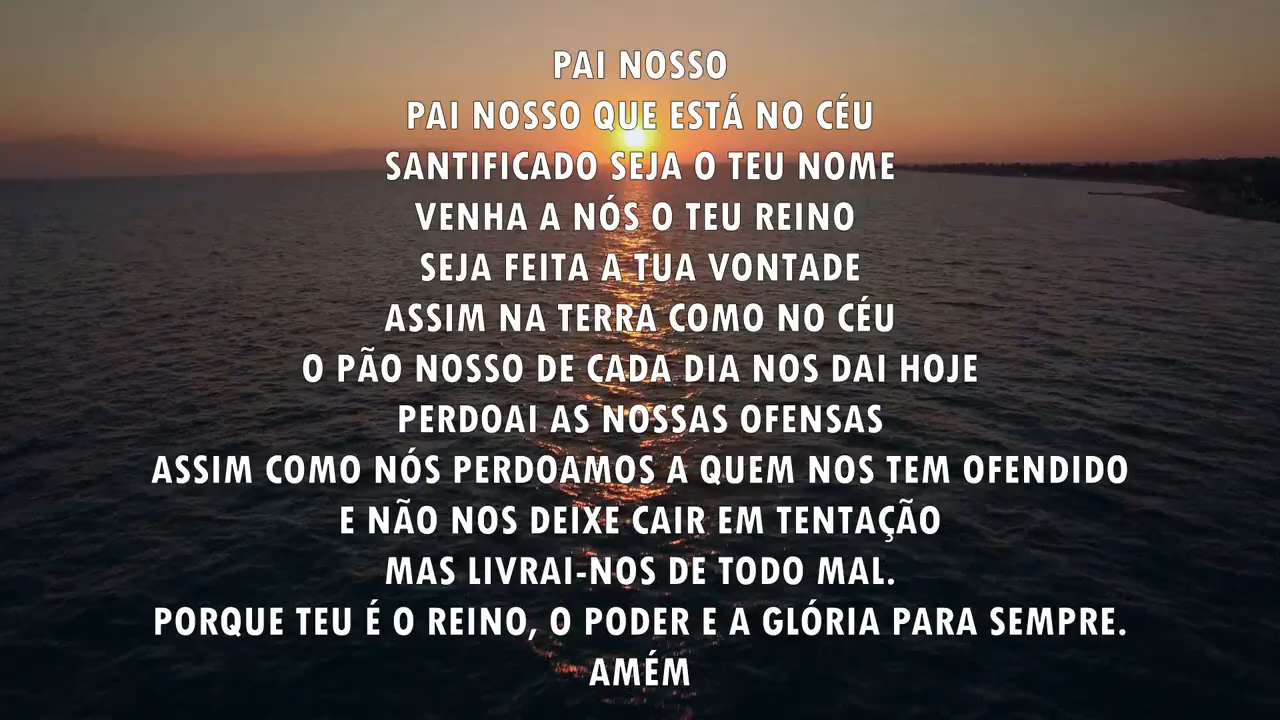 PAI NOSSO
PAI NOSSO QUE ESTÁ NO CÉU
SANTIFICADO SEJA O TEU NOME
VENHA A NÓS O TEU REINO
SEJA FEITA A TUA VONTADE
ASSIM NA TERRA COMO NO CÉU
O PÃO NOSSO DE CADA DIA NOS DAI HOJE
PERDOAI AS NOSSAS OFENSAS
ASSIM COMO NÓS PERDOAMOS A QUEM NOS TEM OFENDIDO
E NÃO NOS DEIXE CAIR EM TENTAÇÃO
MAS LIVRAI-NOS DE TODO MAL.
PORQUE TEU É O REINO, O PODER E A GLÓRIA PARA SEMPRE.
AMÉM